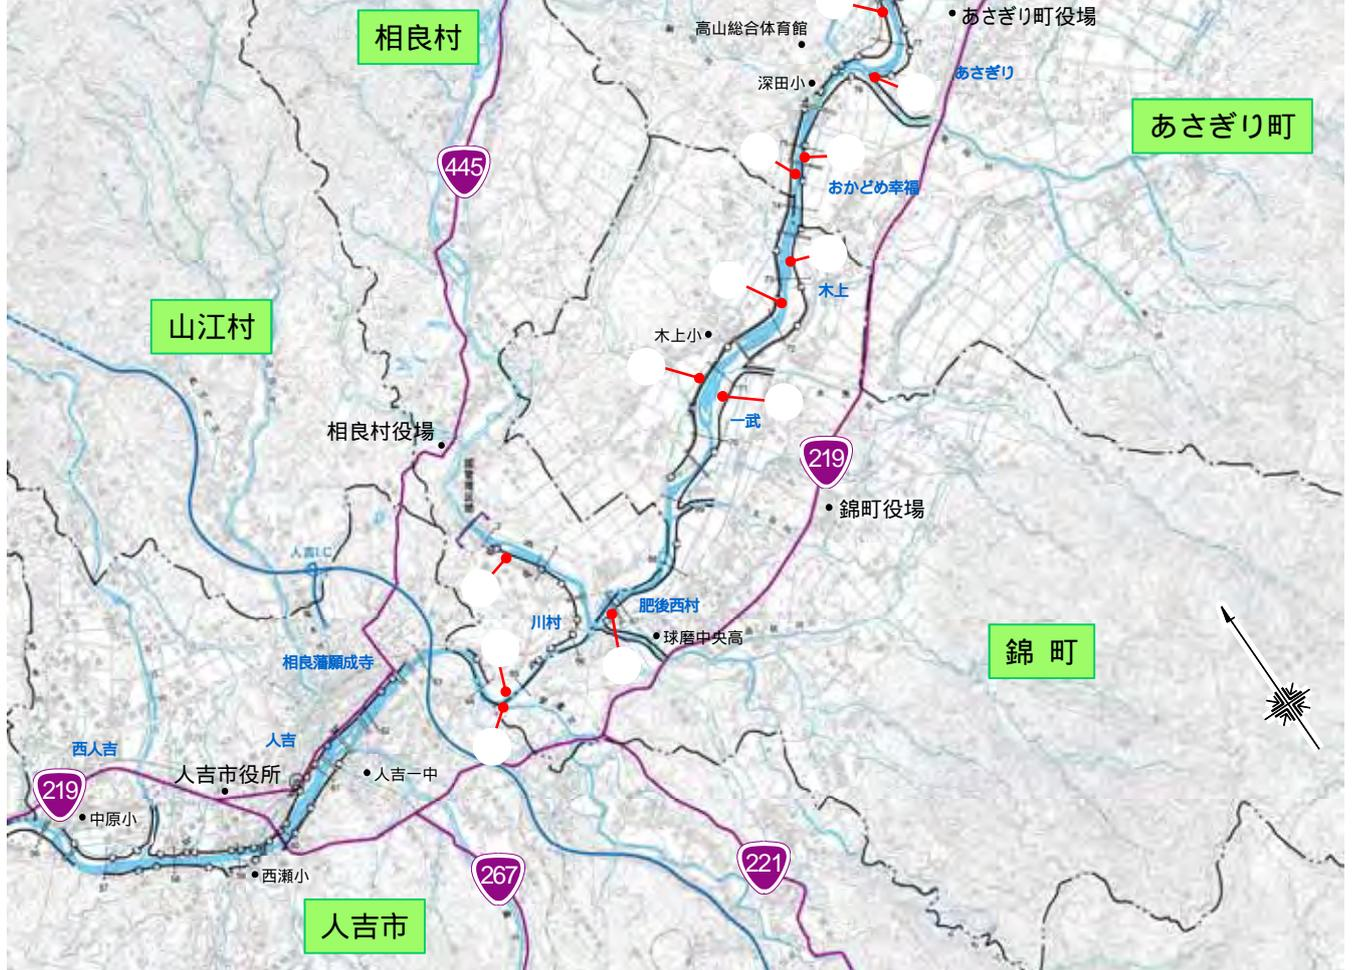 あさぎり町役場
高山総合体育館
相良村
あさぎり
深田小
あさぎり町
445
おかどめ幸福
木上
山江村
木上小
一武
相良村役場
219
錦町役場
人吉I.C
肥後西村
川村
球磨中央高
錦 町
相良藩願成寺
人吉
西人吉
人吉市役所
人吉一中
219
中原小
西瀬小
267
221
人吉市